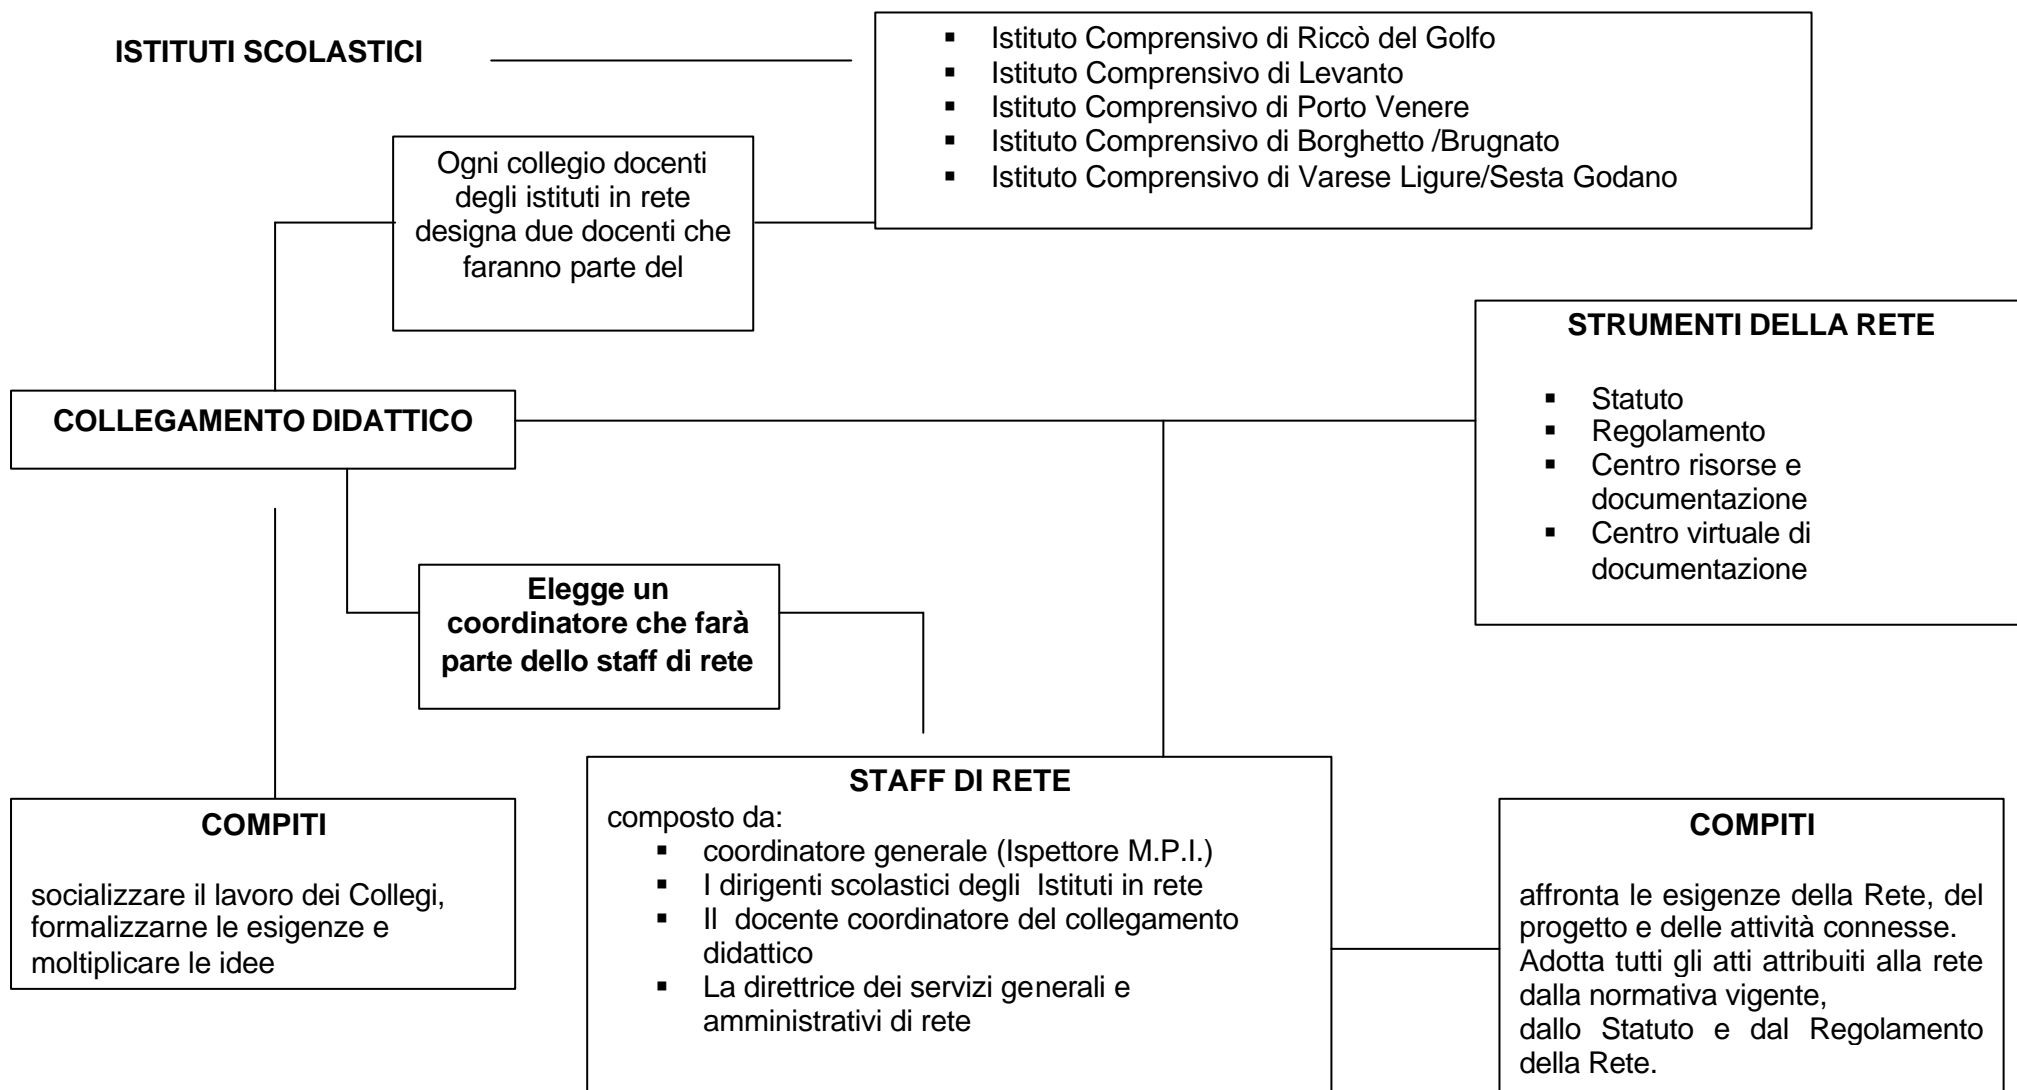 ISTITUTI SCOLASTICI
▪ Istituto Comprensivo di Riccò del Golfo
▪ Istituto Comprensivo di Levanto
▪ Istituto Comprensivo di Porto Venere
▪ Istituto Comprensivo di Borghetto /Brugnato
▪ Istituto Comprensivo di Varese Ligure/Sesta Godano
Ogni collegio docenti
degli istituti in rete
designa due docenti che
faranno parte del
STRUMENTI DELLA RETE
▪ Statuto
▪ Regolamento
▪ Centro risorse e
documentazione
▪ Centro virtuale di
documentazione
COLLEGAMENTO DIDATTICO
Elegge un
coordinatore che farà
parte dello staff di rete
COMPITI
socializzare il lavoro dei Collegi,
formalizzarne le esigenze e
moltiplicare le idee
STAFF DI RETE
composto da:
▪ coordinatore generale (Ispettore M.P.I.)
▪ I dirigenti scolastici degli Istituti in rete
▪ Il docente coordinatore del collegamento
didattico
▪ La direttrice dei servizi generali e
amministrativi di rete
COMPITI
affronta le esigenze della Rete, del
progetto e delle attività connesse.
Adotta tutti gli atti attribuiti alla rete
dalla normativa vigente,
dallo Statuto e dal Regolamento
della Rete.